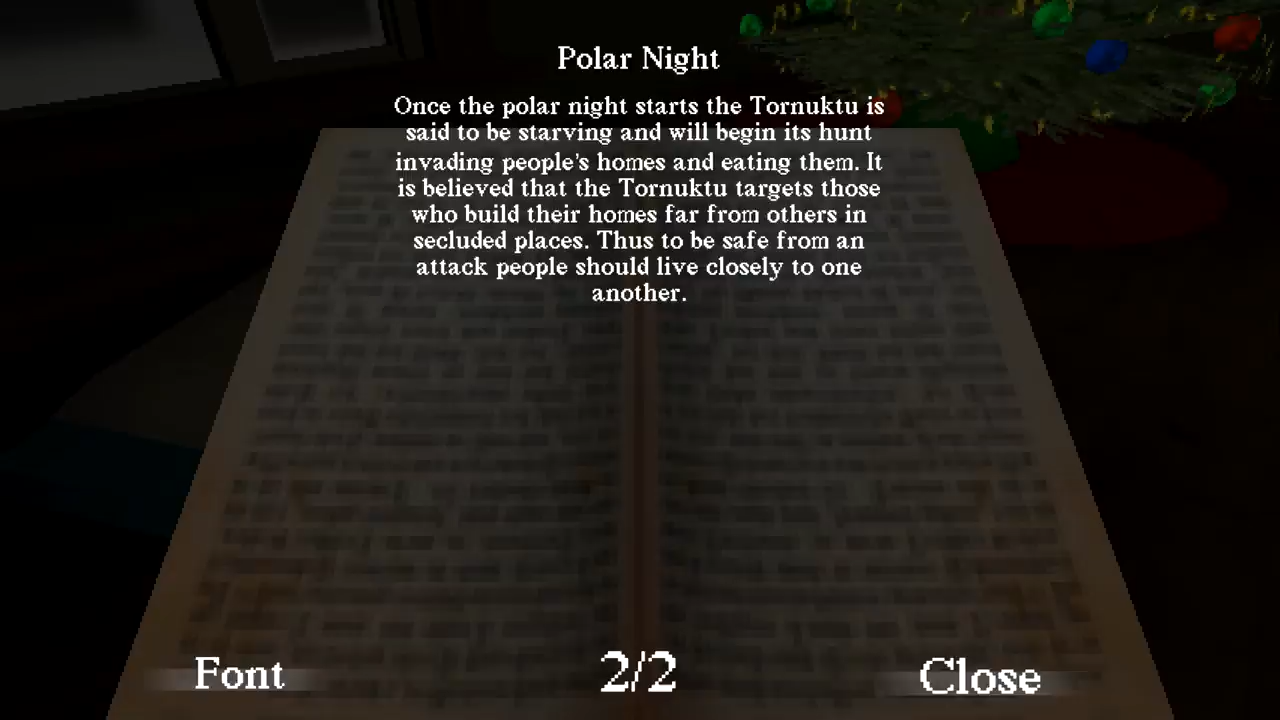 Polar Night
Once the polar night starts the Tornuktu is
said to be starving and will begin its hunt
invading people's homes and eating them. It
is believed that the Tornuktu targets those
who build their homes far from others in
secluded places. Thus to be safe from an
attack people should live closely to one
another.
Font
2/2
Close